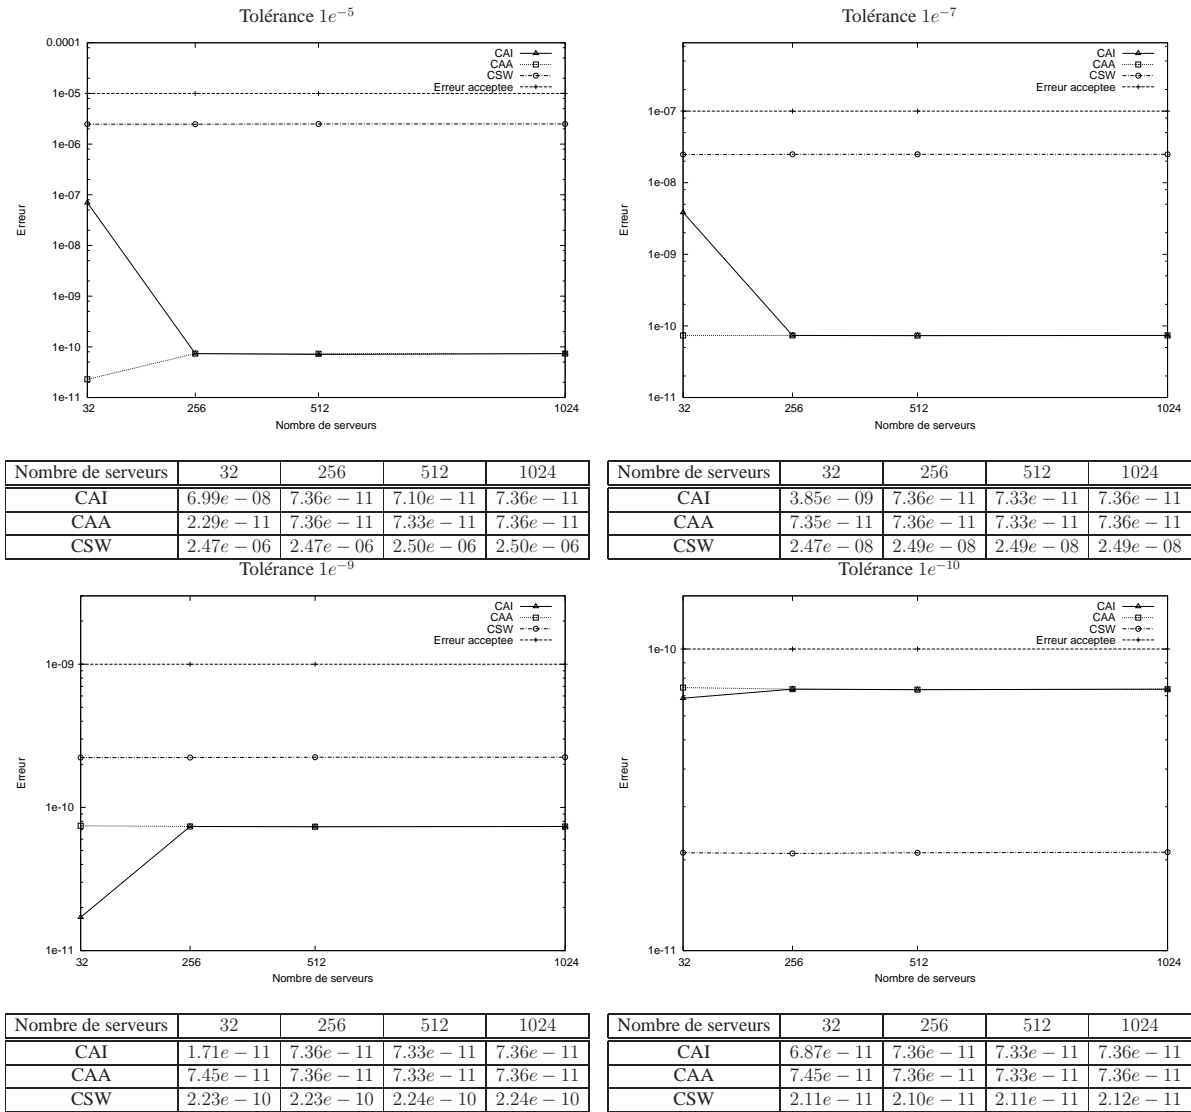 Tolérance 1e^−5
0.0001
1e-05
1e-06
1e-07
1e-08
1e-09
1e-10
1e-11
Erreur
CAI
CAA
CSW
Erreur acceptee
32 256 512 1024
Nombre de serveurs
Nombre de serveurs 32 256 512 1024
CAI 6.99e − 08 7.36e − 11 7.10e − 11 7.36e − 11
CAA 2.29e − 11 7.36e − 11 7.33e − 11 7.36e − 11
CSW 2.47e − 06 2.47e − 06 2.50e − 06 2.50e − 06
Tolérance 1e^−7
1e-07
1e-08
1e-09
1e-10
1e-11
Erreur
CAI
CAA
CSW
Erreur acceptee
32 256 512 1024
Nombre de serveurs
Nombre de serveurs 32 256 512 1024
CAI 3.85e − 09 7.36e − 11 7.33e − 11 7.36e − 11
CAA 7.35e − 11 7.36e − 11 7.33e − 11 7.36e − 11
CSW 2.47e − 08 2.49e − 08 2.49e − 08 2.49e − 08
Tolérance 1e^−9
1e-09
1e-10
1e-11
Erreur
CAI
CAA
CSW
Erreur acceptee
32 256 512 1024
Nombre de serveurs
Nombre de serveurs 32 256 512 1024
CAI 1.71e − 11 7.36e − 11 7.33e − 11 7.36e − 11
CAA 7.45e − 11 7.36e − 11 7.33e − 11 7.36e − 11
CSW 2.23e − 10 2.23e − 10 2.24e − 10 2.24e − 10
Tolérance 1e^−10
1e-10
1e-11
Erreur
CAI
CAA
CSW
Erreur acceptee
32 256 512 1024
Nombre de serveurs
Nombre de serveurs 32 256 512 1024
CAI 6.87e − 11 7.36e − 11 7.33e − 11 7.36e − 11
CAA 7.45e − 11 7.36e − 11 7.33e − 11 7.36e − 11
CSW 2.11e − 11 2.10e − 11 2.11e − 11 2.12e − 11